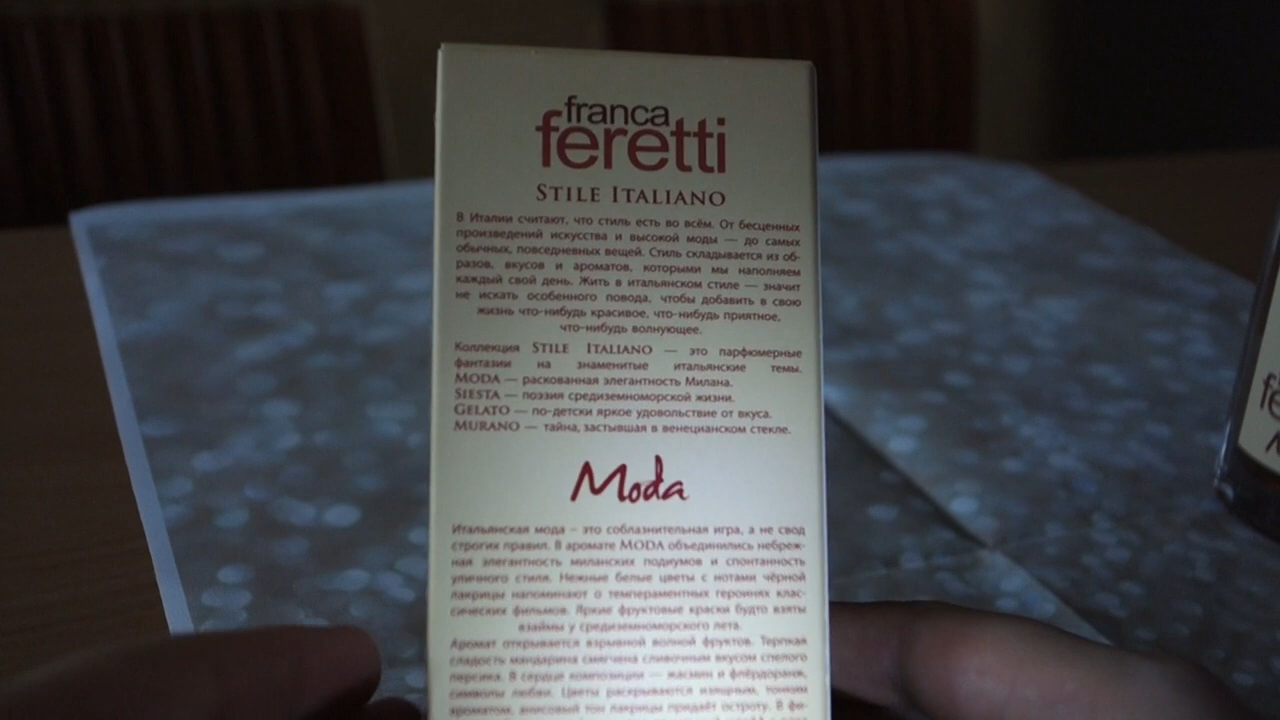 franca
feretti
STILE ITALIANO
В Италии считают, что стиль есть во всём. От бесценных
произведений искусства и высокой моды — до самых
обычных, повседневных вещей. Стиль складывается из об-
разов, вкусов и ароматов, которыми мы наполняем
каждый свой день. Жить в итальянском стиле — значит
не искать особенного повода, чтобы добавить в свою
жизнь что-нибудь красивое, что-нибудь приятное,
что-нибудь волнующее.
Коллекция STILE ITALIANO — это парфюмерные
фантазии на знаменитые итальянские темы.
MODA — раскованная элегантность Милана.
SIESTA — поэзия средиземноморской жизни.
GELATO — по-детски яркое удовольствие от вкуса.
MURANO — тайна, застывшая в венецианском стекле.
Moda
Итальянская мода – это соблазнительная игра, а не свод
строгих правил. В аромате MODA объединились небреж-
ная элегантность миланских подиумов и спонтанность
уличного стиля. Нежные белые цветы с нотами чёрной
лакрицы напоминают о темпераментных героинях клас-
сических фильмов. Яркие фруктовые краски будто взяты
взаймы у средиземноморского лета.
Аромат открывается взрывной волной фруктов. Терпкая
сладость мандарина смягчена сливочным вкусом спелого
персика. В сердце композиции — жасмин и флёрдоранж,
символы любви. Цветы раскрываются изящным, тонким
ароматом, анисовый тон лакрицы придаёт остроту. В фи-